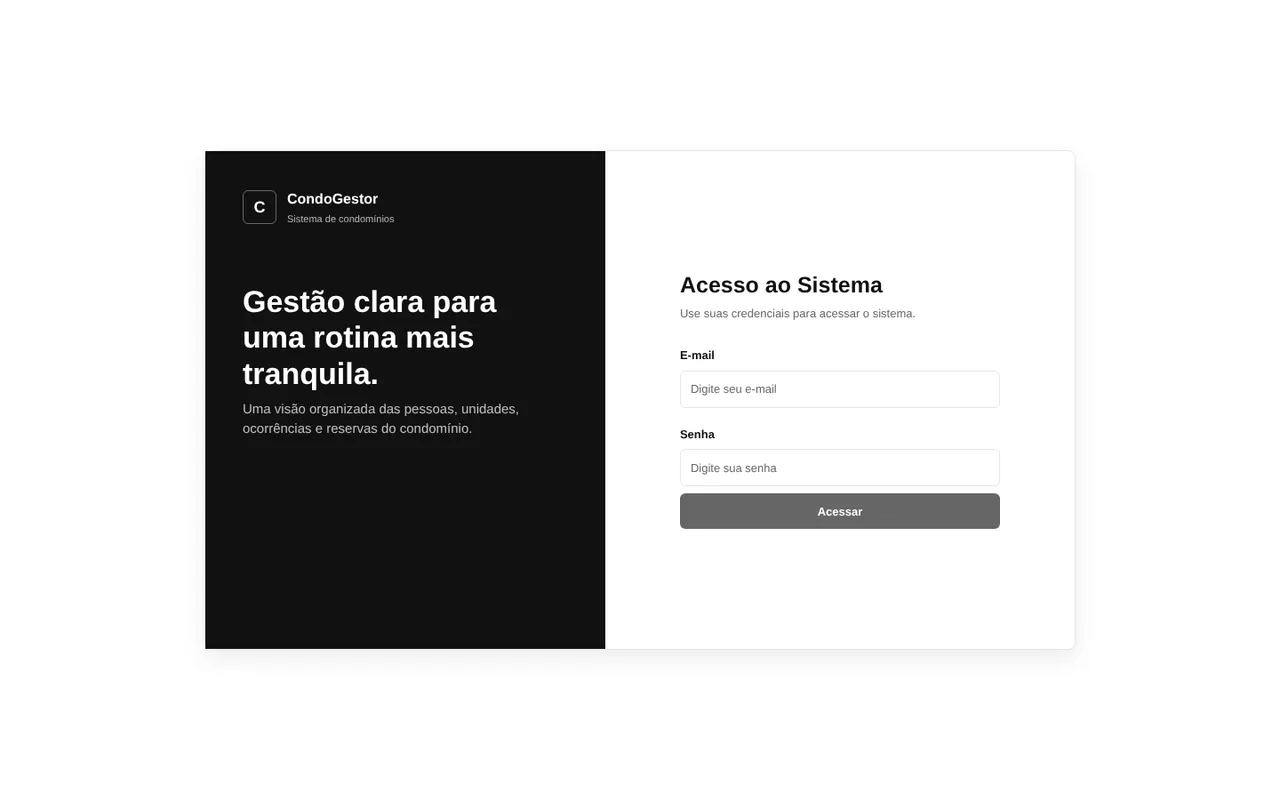 C
CondoGestor
Sistema de condomínios
Gestão clara para
uma rotina mais
tranquila.
Uma visão organizada das pessoas, unidades,
ocorrências e reservas do condomínio.
Acesso ao Sistema
Use suas credenciais para acessar o sistema.
E-mail
Digite seu e-mail
Senha
Digite sua senha
Acessar